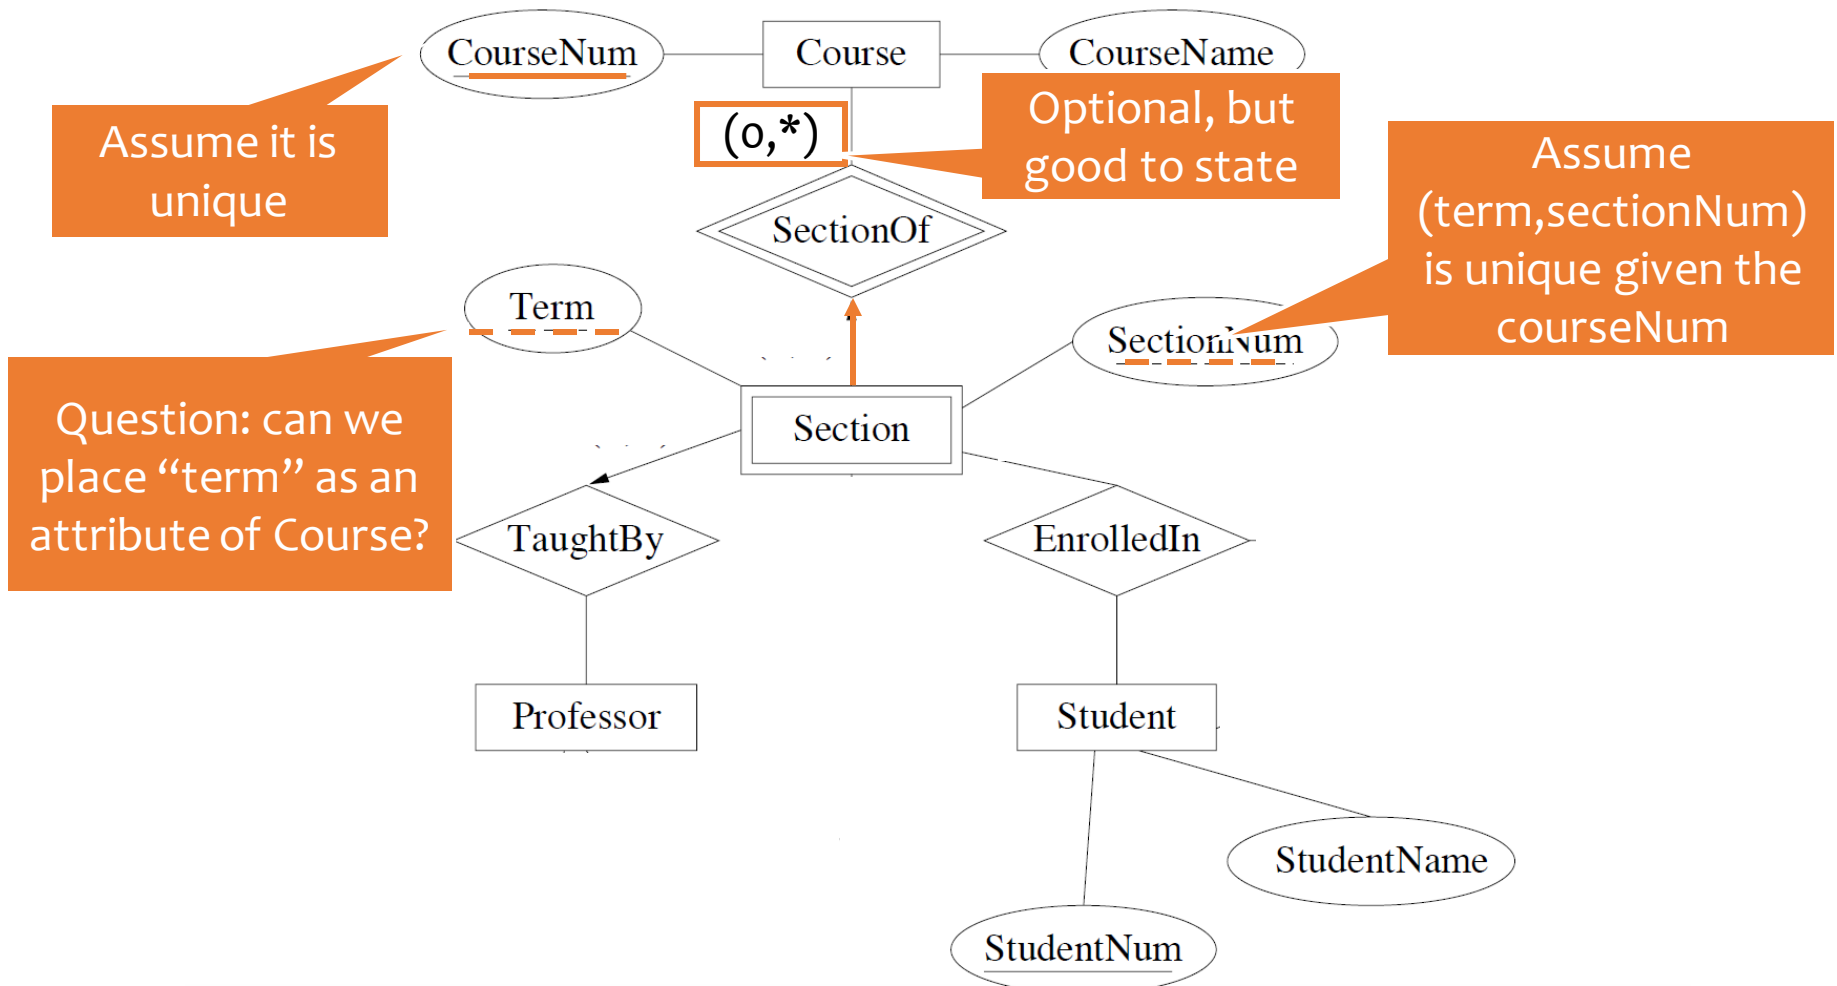 CourseNum
Course
CourseName
Assume it is
unique
(0,*)
Optional, but
good to state
Assume
(term,sectionNum)
is unique given the
courseNum
SectionOf
Term
SectionNum
Question: can we
place “term” as an
attribute of Course?
Section
TaughtBy
EnrolledIn
Professor
Student
StudentName
StudentNum